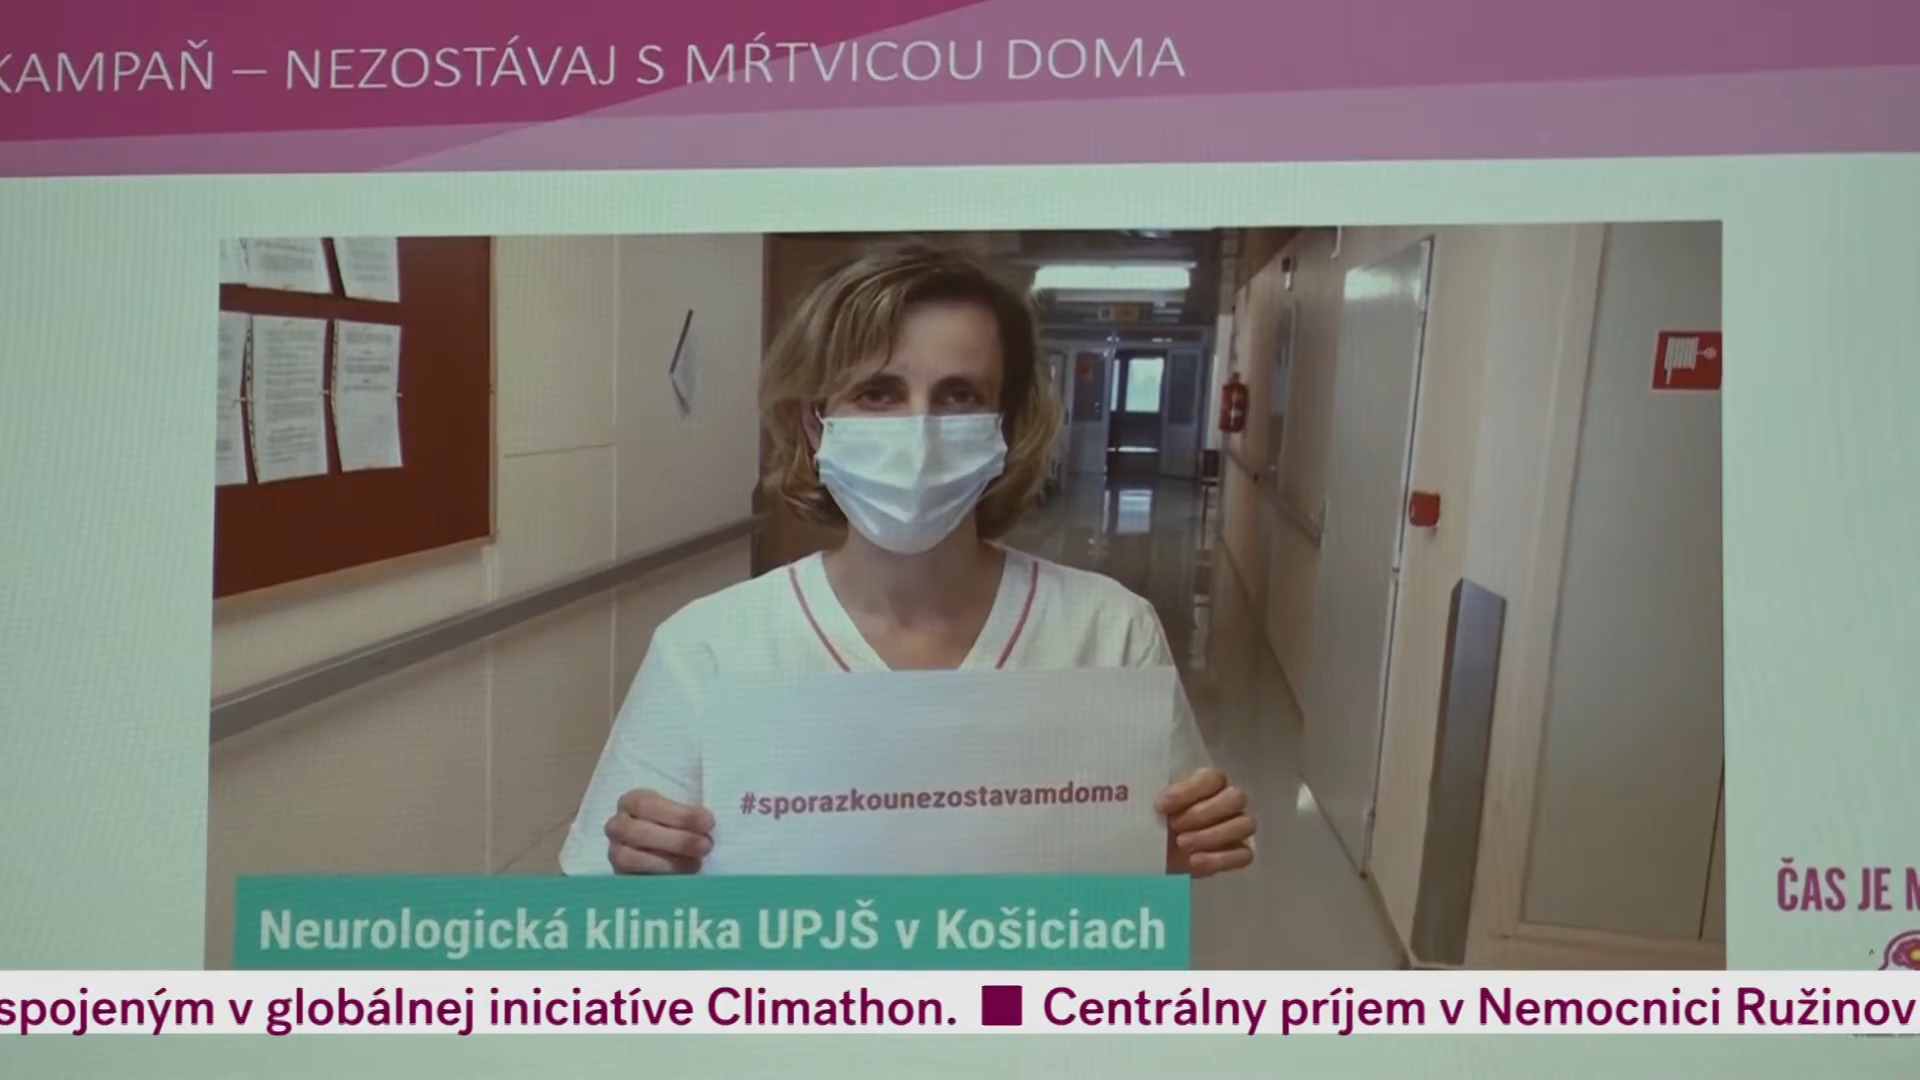 KAMPAŇ – NEZOSTÁVAJ S MŔTVICOU DOMA
#sporazkounezostavamdoma
Neurologická klinika UPJŠ v Košiciach
ČAS JE
spojeným v globálnej iniciatíve Climathon. ■ Centrálny príjem v Nemocnici Ružinov